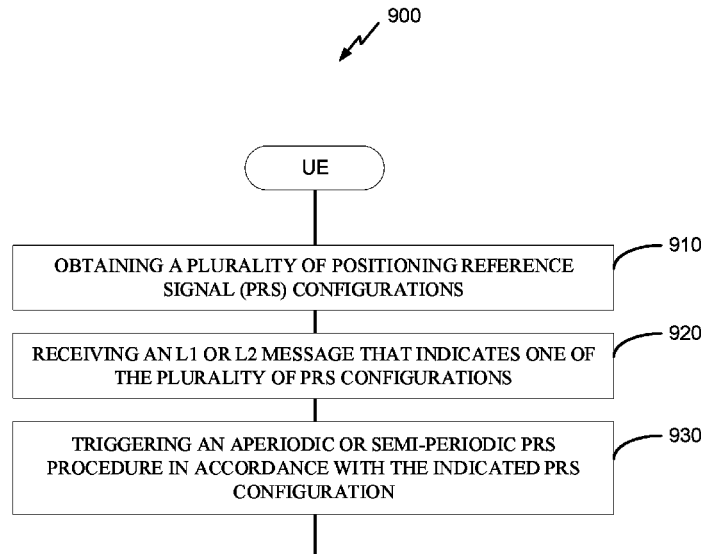 900
UE
OBTAINING A PLURALITY OF POSITIONING REFERENCE
SIGNAL (PRS) CONFIGURATIONS
910
RECEIVING AN L1 OR L2 MESSAGE THAT INDICATES ONE OF
THE PLURALITY OF PRS CONFIGURATIONS
920
TRIGGERING AN APERIODIC OR SEMI-PERIODIC PRS
PROCEDURE IN ACCORDANCE WITH THE INDICATED PRS
CONFIGURATION
930